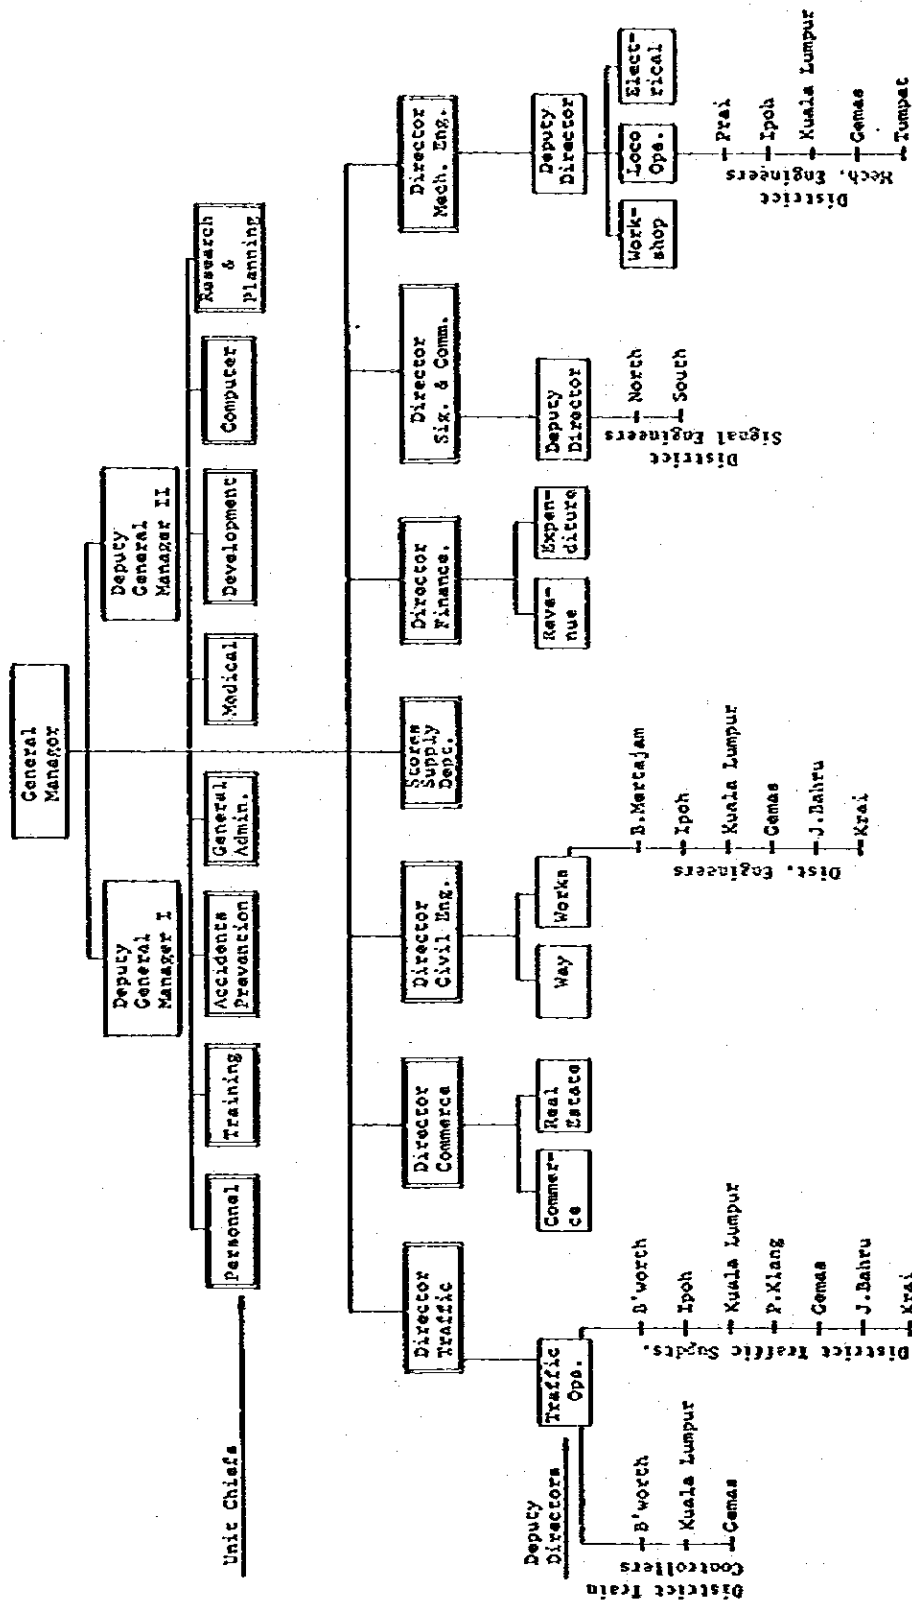 General
Manager
Deputy
General
Manager I
Deputy
General
Manager II
Unit Chiefs
Personnel
Training
Accidents
Prevention
General
Admin.
Medical
Development
Computer
Research
&
Planning
Director
Traffic
Director
Commerce
Director
Civil Eng.
Stores
Supply
Dept.
Director
Finance.
Director
Sig. & Comm.
Director
Mech. Eng.
Deputy
Directors
Traffic
Ops.
Commer-
ce
Real
Estate
Way
Works
Reve-
nue
Expen-
diture
Deputy
Director
Deputy
Director
Work-
shop
Loco
Ops.
Elect-
rical
District Train
Controllers
B'worth
Kuala Lumpur
Gemas
District Traffic Supdts.
B'worth
Ipoh
Kuala Lumpur
P.Klang
Gemas
J.Bahru
Krai
Dist. Engineers
B.Mertajam
Ipoh
Kuala Lumpur
Gemas
J.Bahru
Krai
District
Signal Engineers
North
South
District
Mech. Engineers
Prai
Ipoh
Kuala Lumpur
Gemas
Tumpat